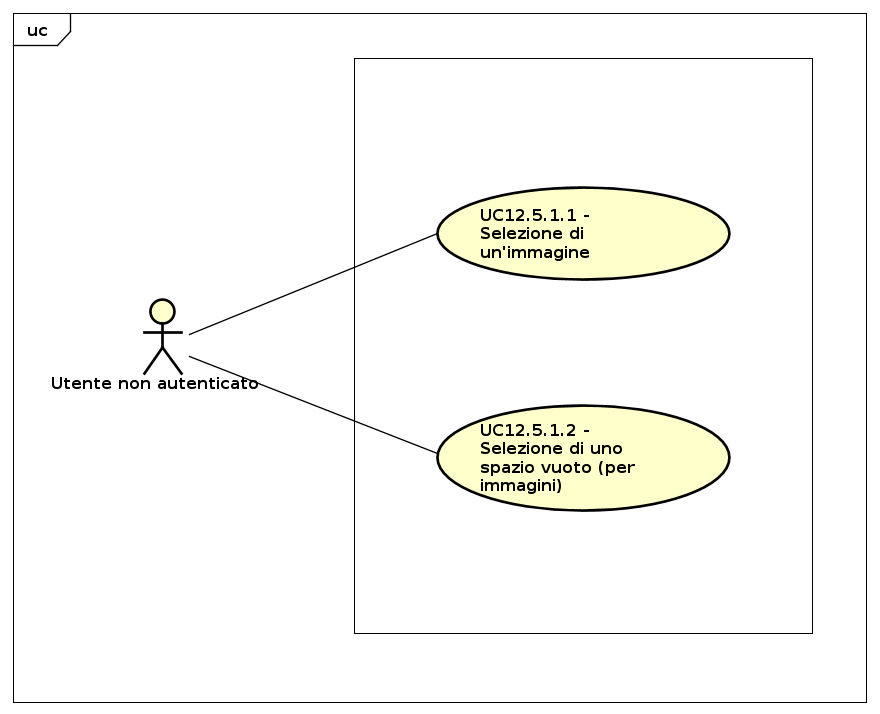 uc
UC12.5.1.1 -
Selezione di
un'immagine
Utente non autenticato
UC12.5.1.2 -
Selezione di uno
spazio vuoto (per
immagini)